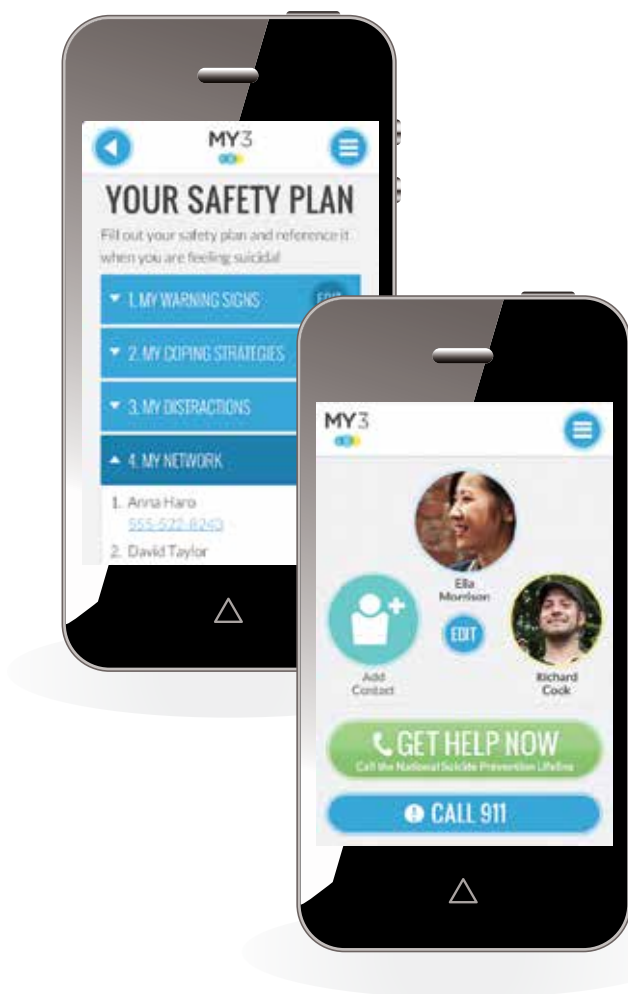 MY3
YOUR SAFETY PLAN
Fill out your safety plan and reference it
when you are feeling suicidal
1. MY WARNING SIGNS
EDIT
2. MY COPING STRATEGIES
3. MY DISTRACTIONS
4. MY NETWORK
1. Anna Haro
555-522-8243
2. David Taylor
MY3
Ella
Morrison
EDIT
Add
Contact
Richard
Cook
GET HELP NOW
Call the National Suicide Prevention Lifeline
CALL 911